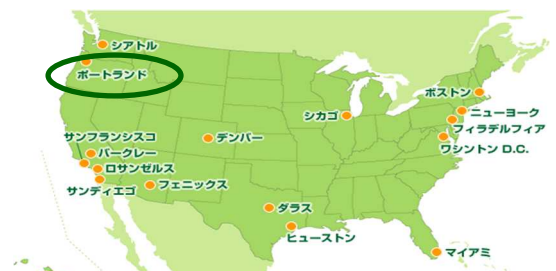 シアトル
ポートランド
ボストン
シカゴ
ニューヨーク
フィラデルフィア
サンフランシスコ
デンバー
ワシントン D.C.
バークレー
ロサンゼルス
サンディエゴ
フェニックス
ダラス
ヒューストン
マイアミ